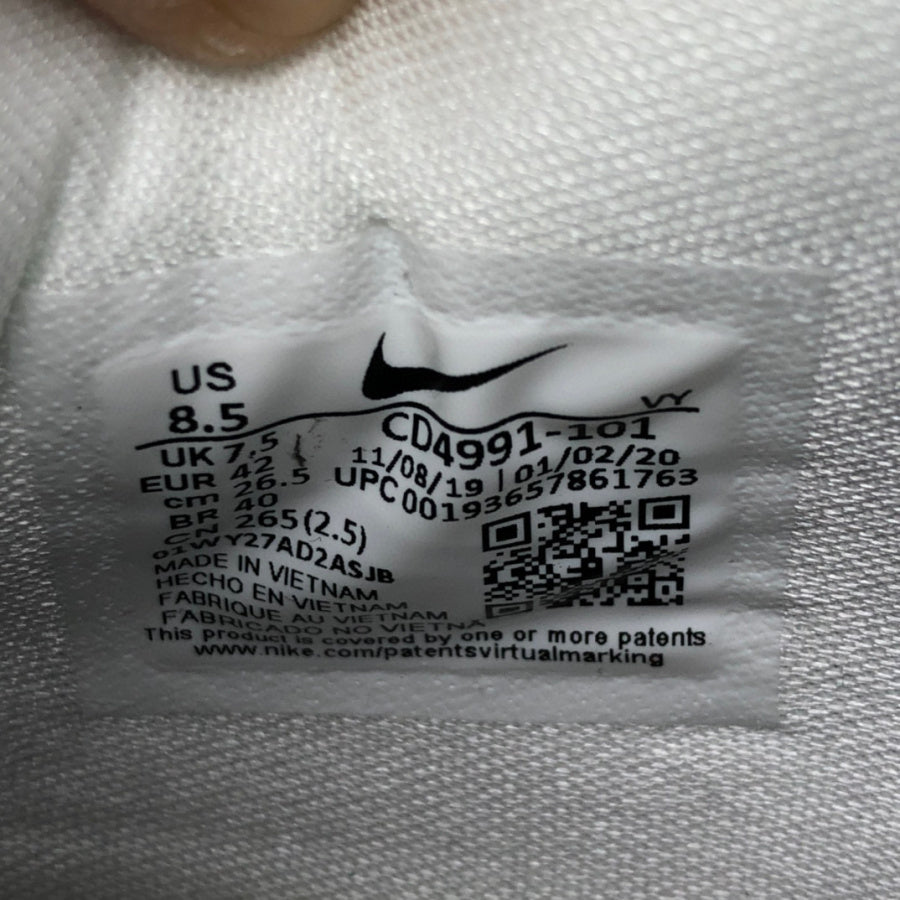 US
8.5
VY
UK 7.5
EUR 42
cm 26.5
BR 40
CN 265 (2.5)
CD4991-101
11/08/19 | 01/02/20
UPC 00193657861763
01WY27AD2ASJB
MADE IN VIETNAM
HECHO EN VIETNAM
FABRIQUE AU VIETNAM
FABRICADO NO VIETNA
This product is covered by one or more patents
www.nike.com/patentsvirtualmarking